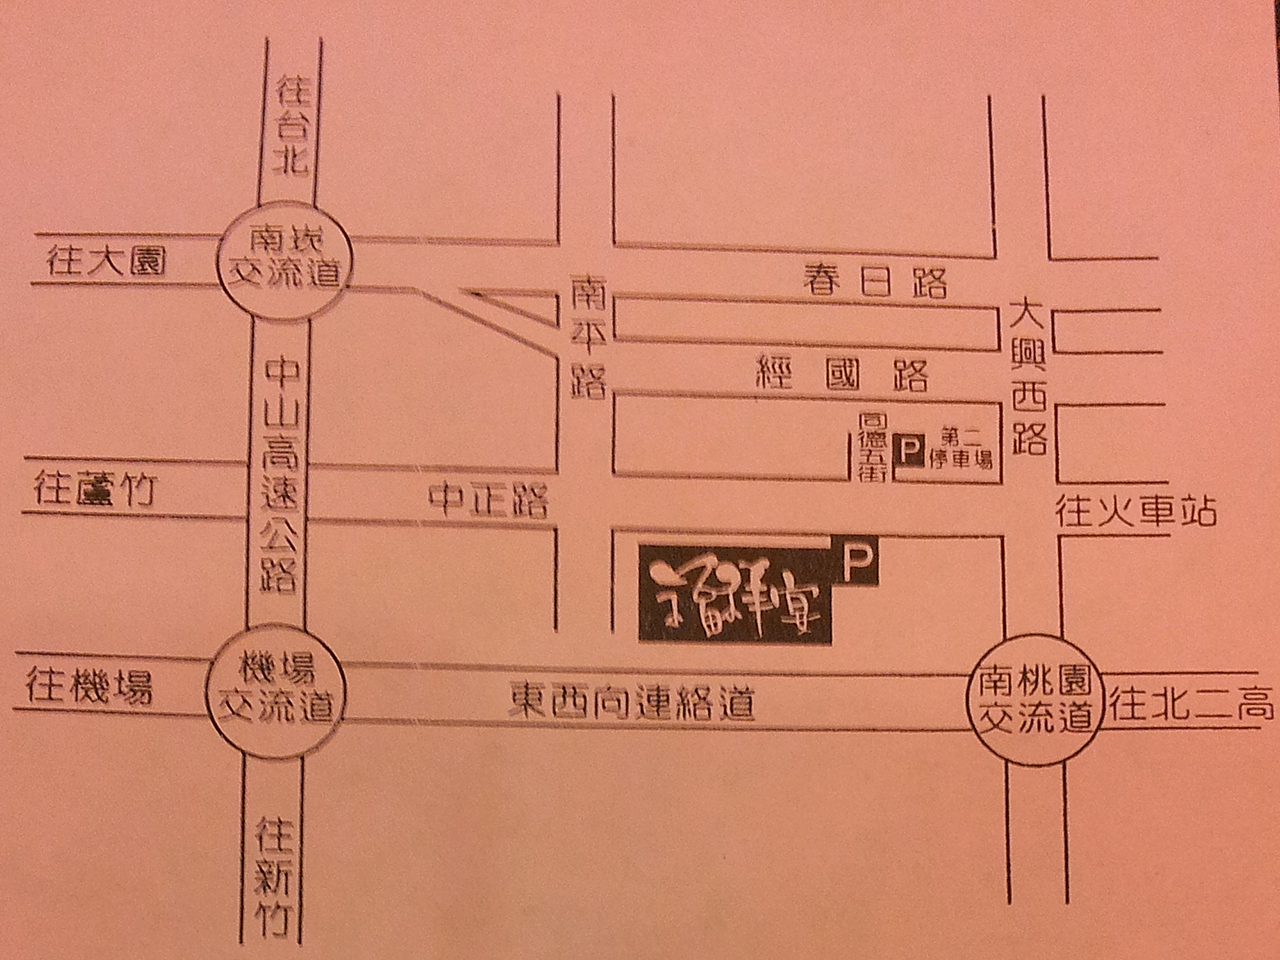 往台北
南崁
交流道
往大園
春日路
南平路
大興西路
經國路
同德五街
P
第二
停車場
中山高速公路
往蘆竹
中正路
往火車站
P
福祥宴
機場
交流道
往機場
東西向連絡道
南桃園
交流道
往北二高
往新竹